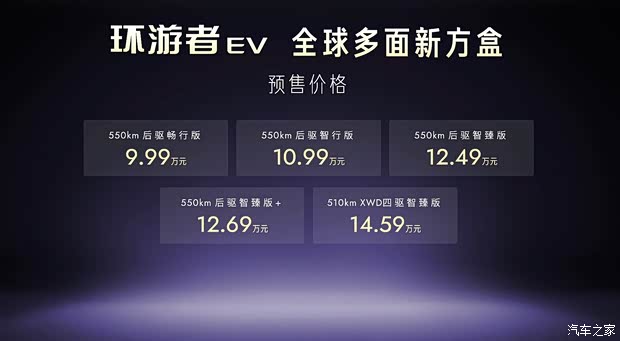 环游者EV 全球多面新方盒
预售价格
550km 后驱畅行版
9.99万元
550km 后驱智行版
10.99万元
550km 后驱智臻版
12.49万元
550km 后驱智臻版+
12.69万元
510km XWD四驱智臻版
14.59万元
汽车之家